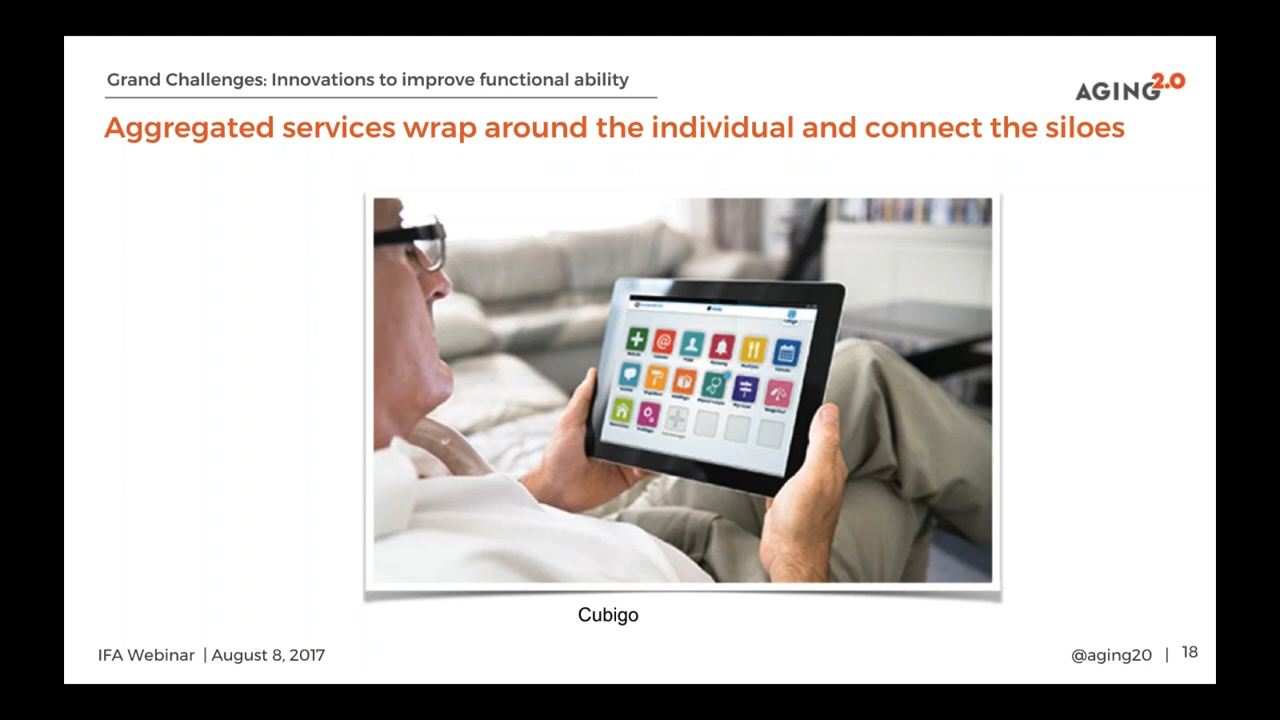 Grand Challenges: Innovations to improve functional ability
AGING2.0
Aggregated services wrap around the individual and connect the siloes
Cubigo
IFA Webinar | August 8, 2017
@aging20 | 18